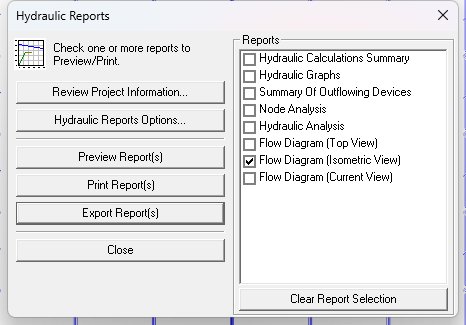 Hydraulic Reports
Check one or more reports to
Preview/Print.
Review Project Information...
Hydraulic Reports Options...
Preview Report(s)
Print Report(s)
Export Report(s)
Close
Reports
Hydraulic Calculations Summary
Hydraulic Graphs
Summary Of Outflowing Devices
Node Analysis
Hydraulic Analysis
Flow Diagram (Top View)
Flow Diagram (Isometric View)
Flow Diagram (Current View)
Clear Report Selection